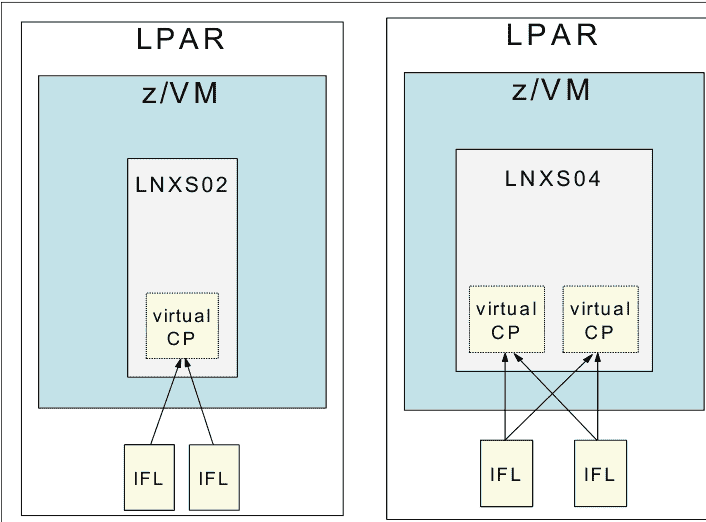 LPAR
z/VM
LNXS02
virtual
CP
IFL
IFL
LPAR
z/VM
LNXS04
virtual
CP
virtual
CP
IFL
IFL